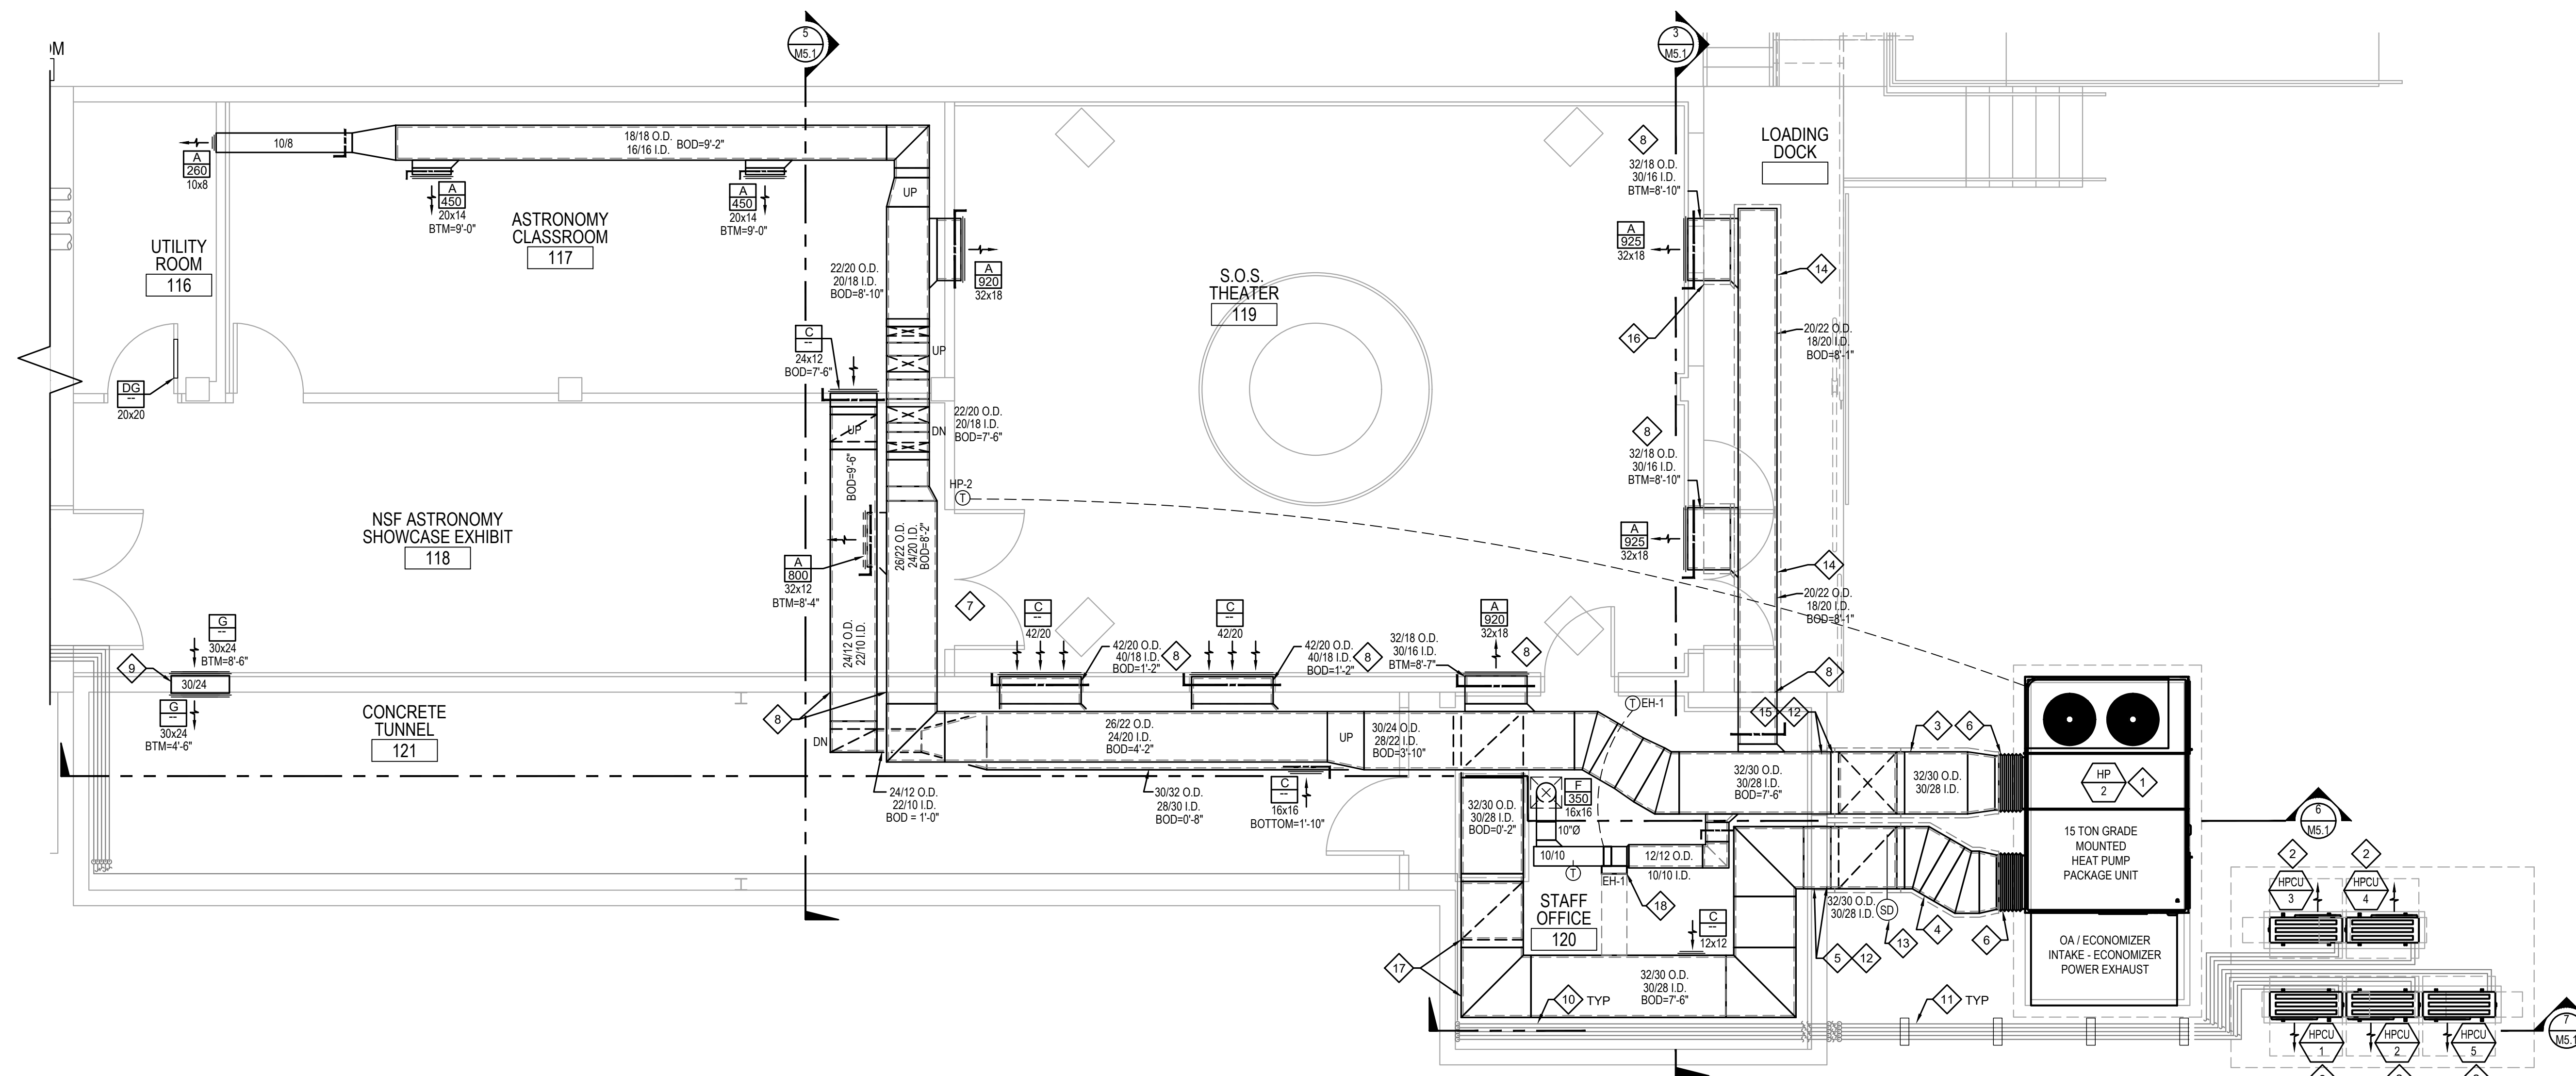 5
M5.1
3
M5.1
8
32/18 O.D.
30/16 I.D.
BTM=8'-10"
LOADING
DOCK
10/8
18/18 O.D.
16/16 I.D.
BOD=9'-2"
A
260
10x8
A
450
20x14
BTM=9'-0"
A
450
20x14
BTM=9'-0"
UP
ASTRONOMY
CLASSROOM
117
UTILITY
ROOM
116
A
925
32x18
22/20 O.D.
20/18 I.D.
BOD=8'-10"
A
920
32x18
S.O.S.
THEATER
119
14
16
20/22 O.D.
18/20 I.D.
BOD=8'-1"
C
--
24x12
BOD=7'-6"
UP
DG
--
20x20
UP
DN
22/20 O.D.
20/18 I.D.
BOD=7'-6"
8
32/18 O.D.
30/16 I.D.
BTM=8'-10"
BOD=9'-6"
HP-2
T
NSF ASTRONOMY
SHOWCASE EXHIBIT
118
26/22 O.D.
24/20 I.D.
BOD=8'-2"
A
925
32x18
A
800
32x12
BTM=8'-4"
14
20/22 O.D.
18/20 I.D.
BOD=8'-1"
7
24/12 O.D.
22/10 I.D.
C
--
42/20
C
--
42/20
A
920
32x18
G
--
30x24
BTM=8'-6"
9
30/24
42/20 O.D.
40/18 I.D.
BOD=1'-2"
8
42/20 O.D.
40/18 I.D.
BOD=1'-2"
8
32/18 O.D.
30/16 I.D.
BTM=8'-7"
8
8
G
--
30x24
BTM=4'-6"
CONCRETE
TUNNEL
121
8
DN
26/22 O.D.
24/20 I.D.
BOD=4'-2"
UP
30/24 O.D.
28/22 I.D.
BOD=3'-10"
T
EH-1
15
12
3
6
24/12 O.D.
22/10 I.D.
BOD = 1'-0"
30/32 O.D.
28/30 I.D.
BOD=0'-8"
C
--
16x16
BOTTOM=1'-10"
32/30 O.D.
30/28 I.D.
BOD=0'-2"
F
350
16x16
10"Ø
32/30 O.D.
30/28 I.D.
BOD=7'-6"
32/30 O.D.
30/28 I.D.
HP
2
1
15 TON GRADE
MOUNTED
HEAT PUMP
PACKAGE UNIT
6
M5.1
10/10
T
EH-1
12/12 O.D.
10/10 I.D.
18
STAFF
OFFICE
120
C
--
12x12
32/30 O.D.
30/28 I.D.
SD
5
12
13
4
6
OA / ECONOMIZER
INTAKE - ECONOMIZER
POWER EXHAUST
2
2
HPCU
3
HPCU
4
17
32/30 O.D.
30/28 I.D.
BOD=7'-6"
10
TYP
11
TYP
HPCU
1
HPCU
2
HPCU
5
7
M5.1